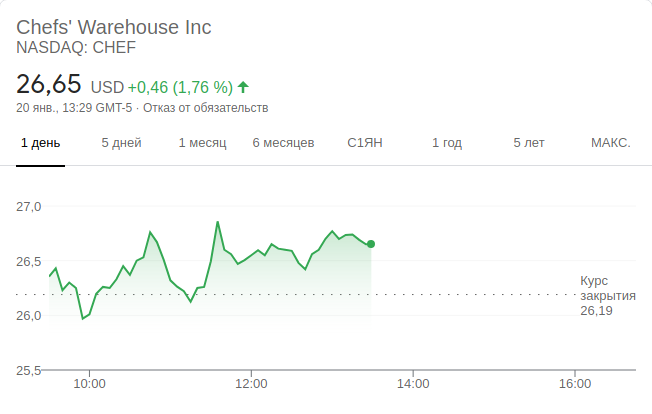 Chefs' Warehouse Inc
NASDAQ: CHEF
26,65 USD +0,46 (1,76 %)
20 янв., 13:29 GMT-5 · Отказ от обязательств
1 день 5 дней 1 месяц 6 месяцев С1ЯН 1 год 5 лет МАКС.
27,0
26,5
Курс
закрытия
26,19
26,0
25,5
10:00 12:00 14:00 16:00